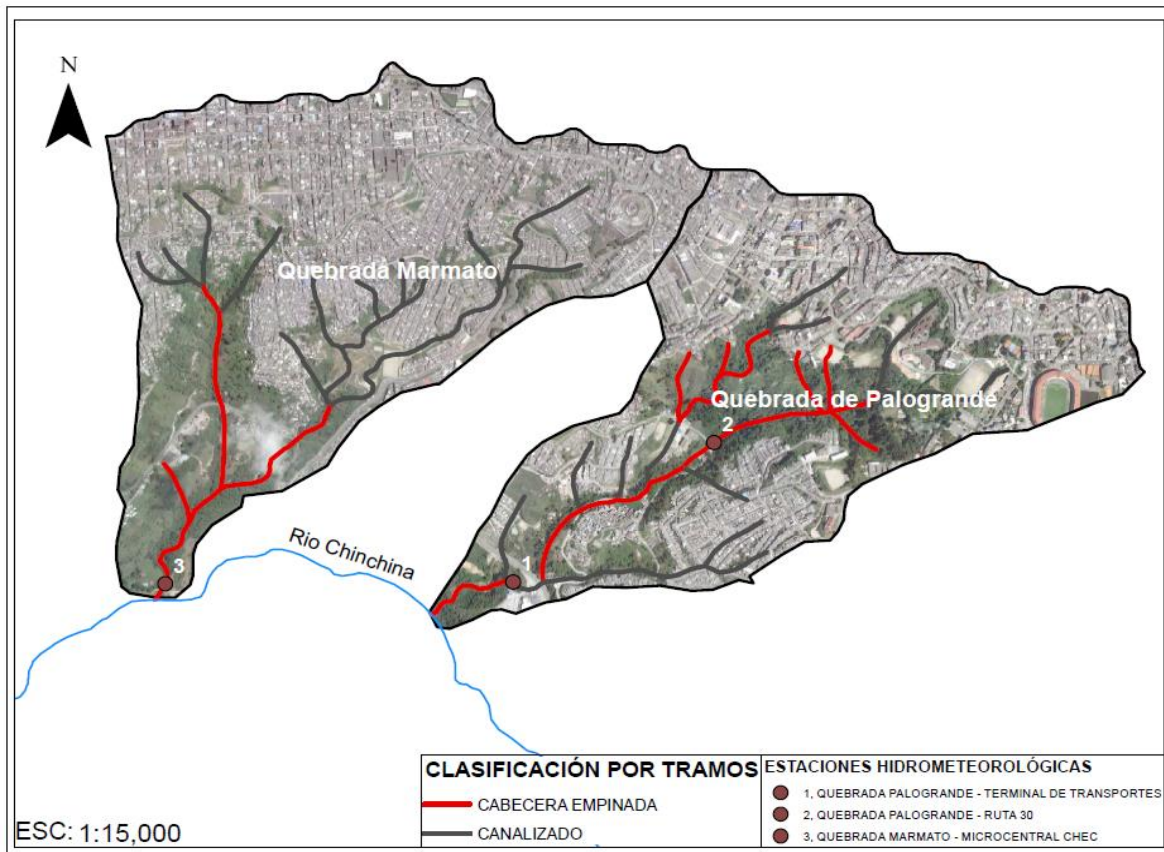 N
Quebrada Marmato
Quebrada de Palogrande
2
1
3
Rio Chinchina
CLASIFICACIÓN POR TRAMOS
CABECERA EMPINADA
CANALIZADO
ESTACIONES HIDROMETEOROLÓGICAS
1, QUEBRADA PALOGRANDE - TERMINAL DE TRANSPORTES
2, QUEBRADA PALOGRANDE - RUTA 30
3, QUEBRADA MARMATO - MICROCENTRAL CHEC
ESC: 1:15,000